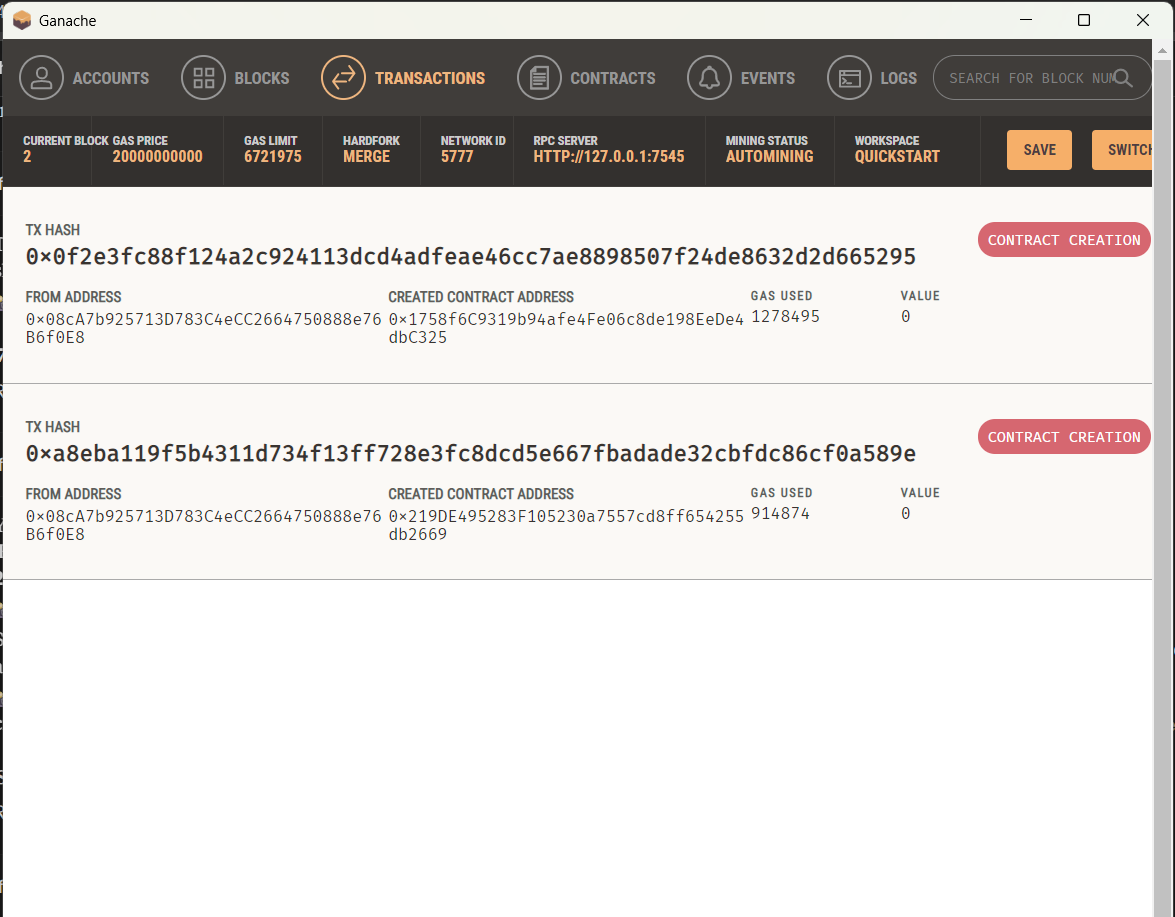 Ganache
ACCOUNTS BLOCKS TRANSACTIONS CONTRACTS EVENTS LOGS SEARCH FOR BLOCK NUM
CURRENT BLOCK GAS PRICE GAS LIMIT HARDFORK NETWORK ID RPC SERVER MINING STATUS WORKSPACE
2 20000000000 6721975 MERGE 5777 HTTP://127.0.0.1:7545 AUTOMINING QUICKSTART
SAVE SWITCH
TX HASH
0×0f2e3fc88f124a2c924113dcd4adfeae46cc7ae8898507f24de8632d2d665295
CONTRACT CREATION
FROM ADDRESS CREATED CONTRACT ADDRESS GAS USED VALUE
0×08cA7b925713D783C4eCC2664750888e76 0×1758f6C9319b94afe4Fe06c8de198EeDe4 1278495 0
B6f0E8 dbC325
TX HASH
0×a8eba119f5b4311d734f13ff728e3fc8dcd5e667fbadade32cbfdc86cf0a589e
CONTRACT CREATION
FROM ADDRESS CREATED CONTRACT ADDRESS GAS USED VALUE
0×08cA7b925713D783C4eCC2664750888e76 0×219DE495283F105230a7557cd8ff654255 914874 0
B6f0E8 db2669